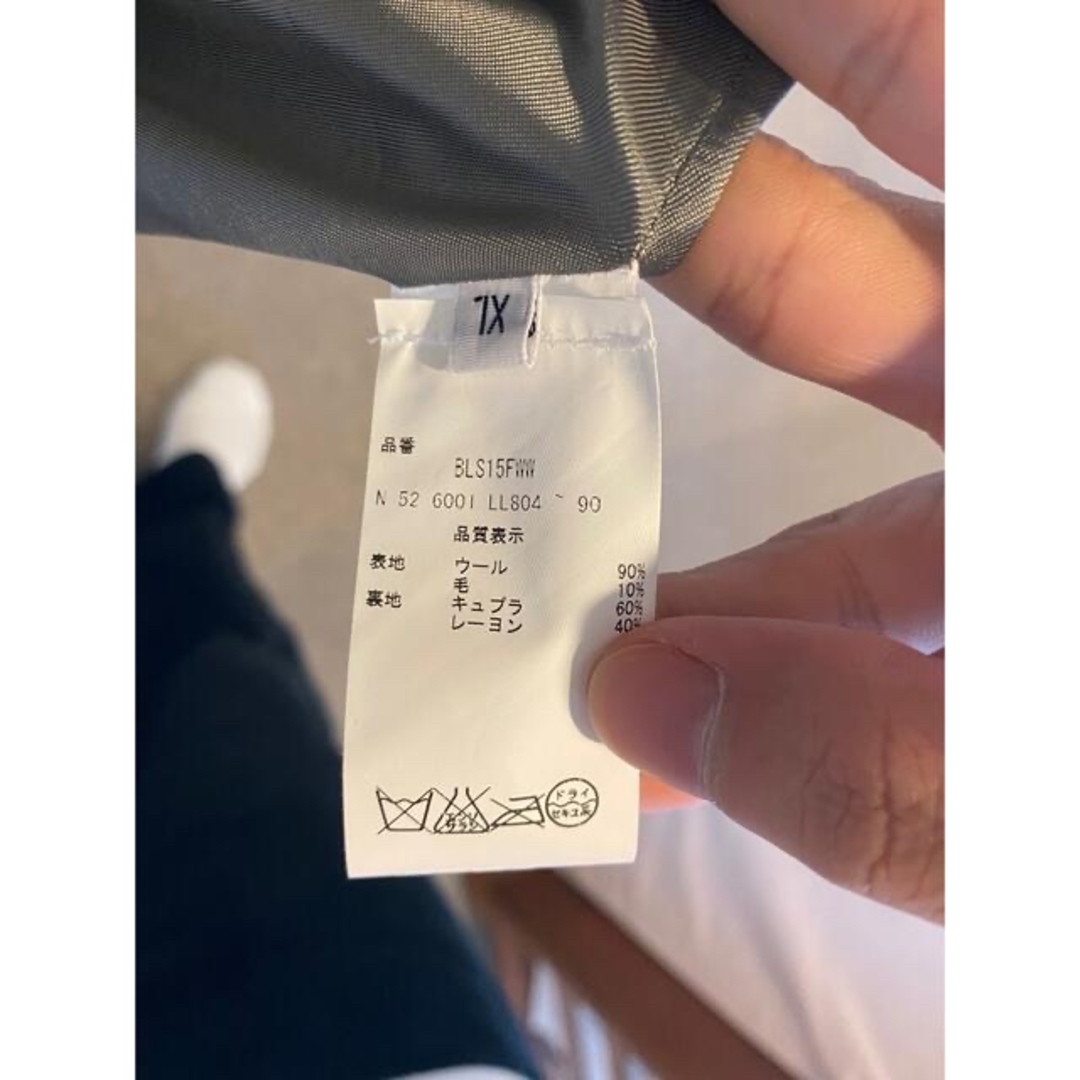 XL
品番
BLS15FWW
N 52 6001 LL804 ~ 90
品質表示
表地 ウール 90%
毛 10%
裏地 キュプラ 60%
レーヨン 40%
ドライ
セキユ系